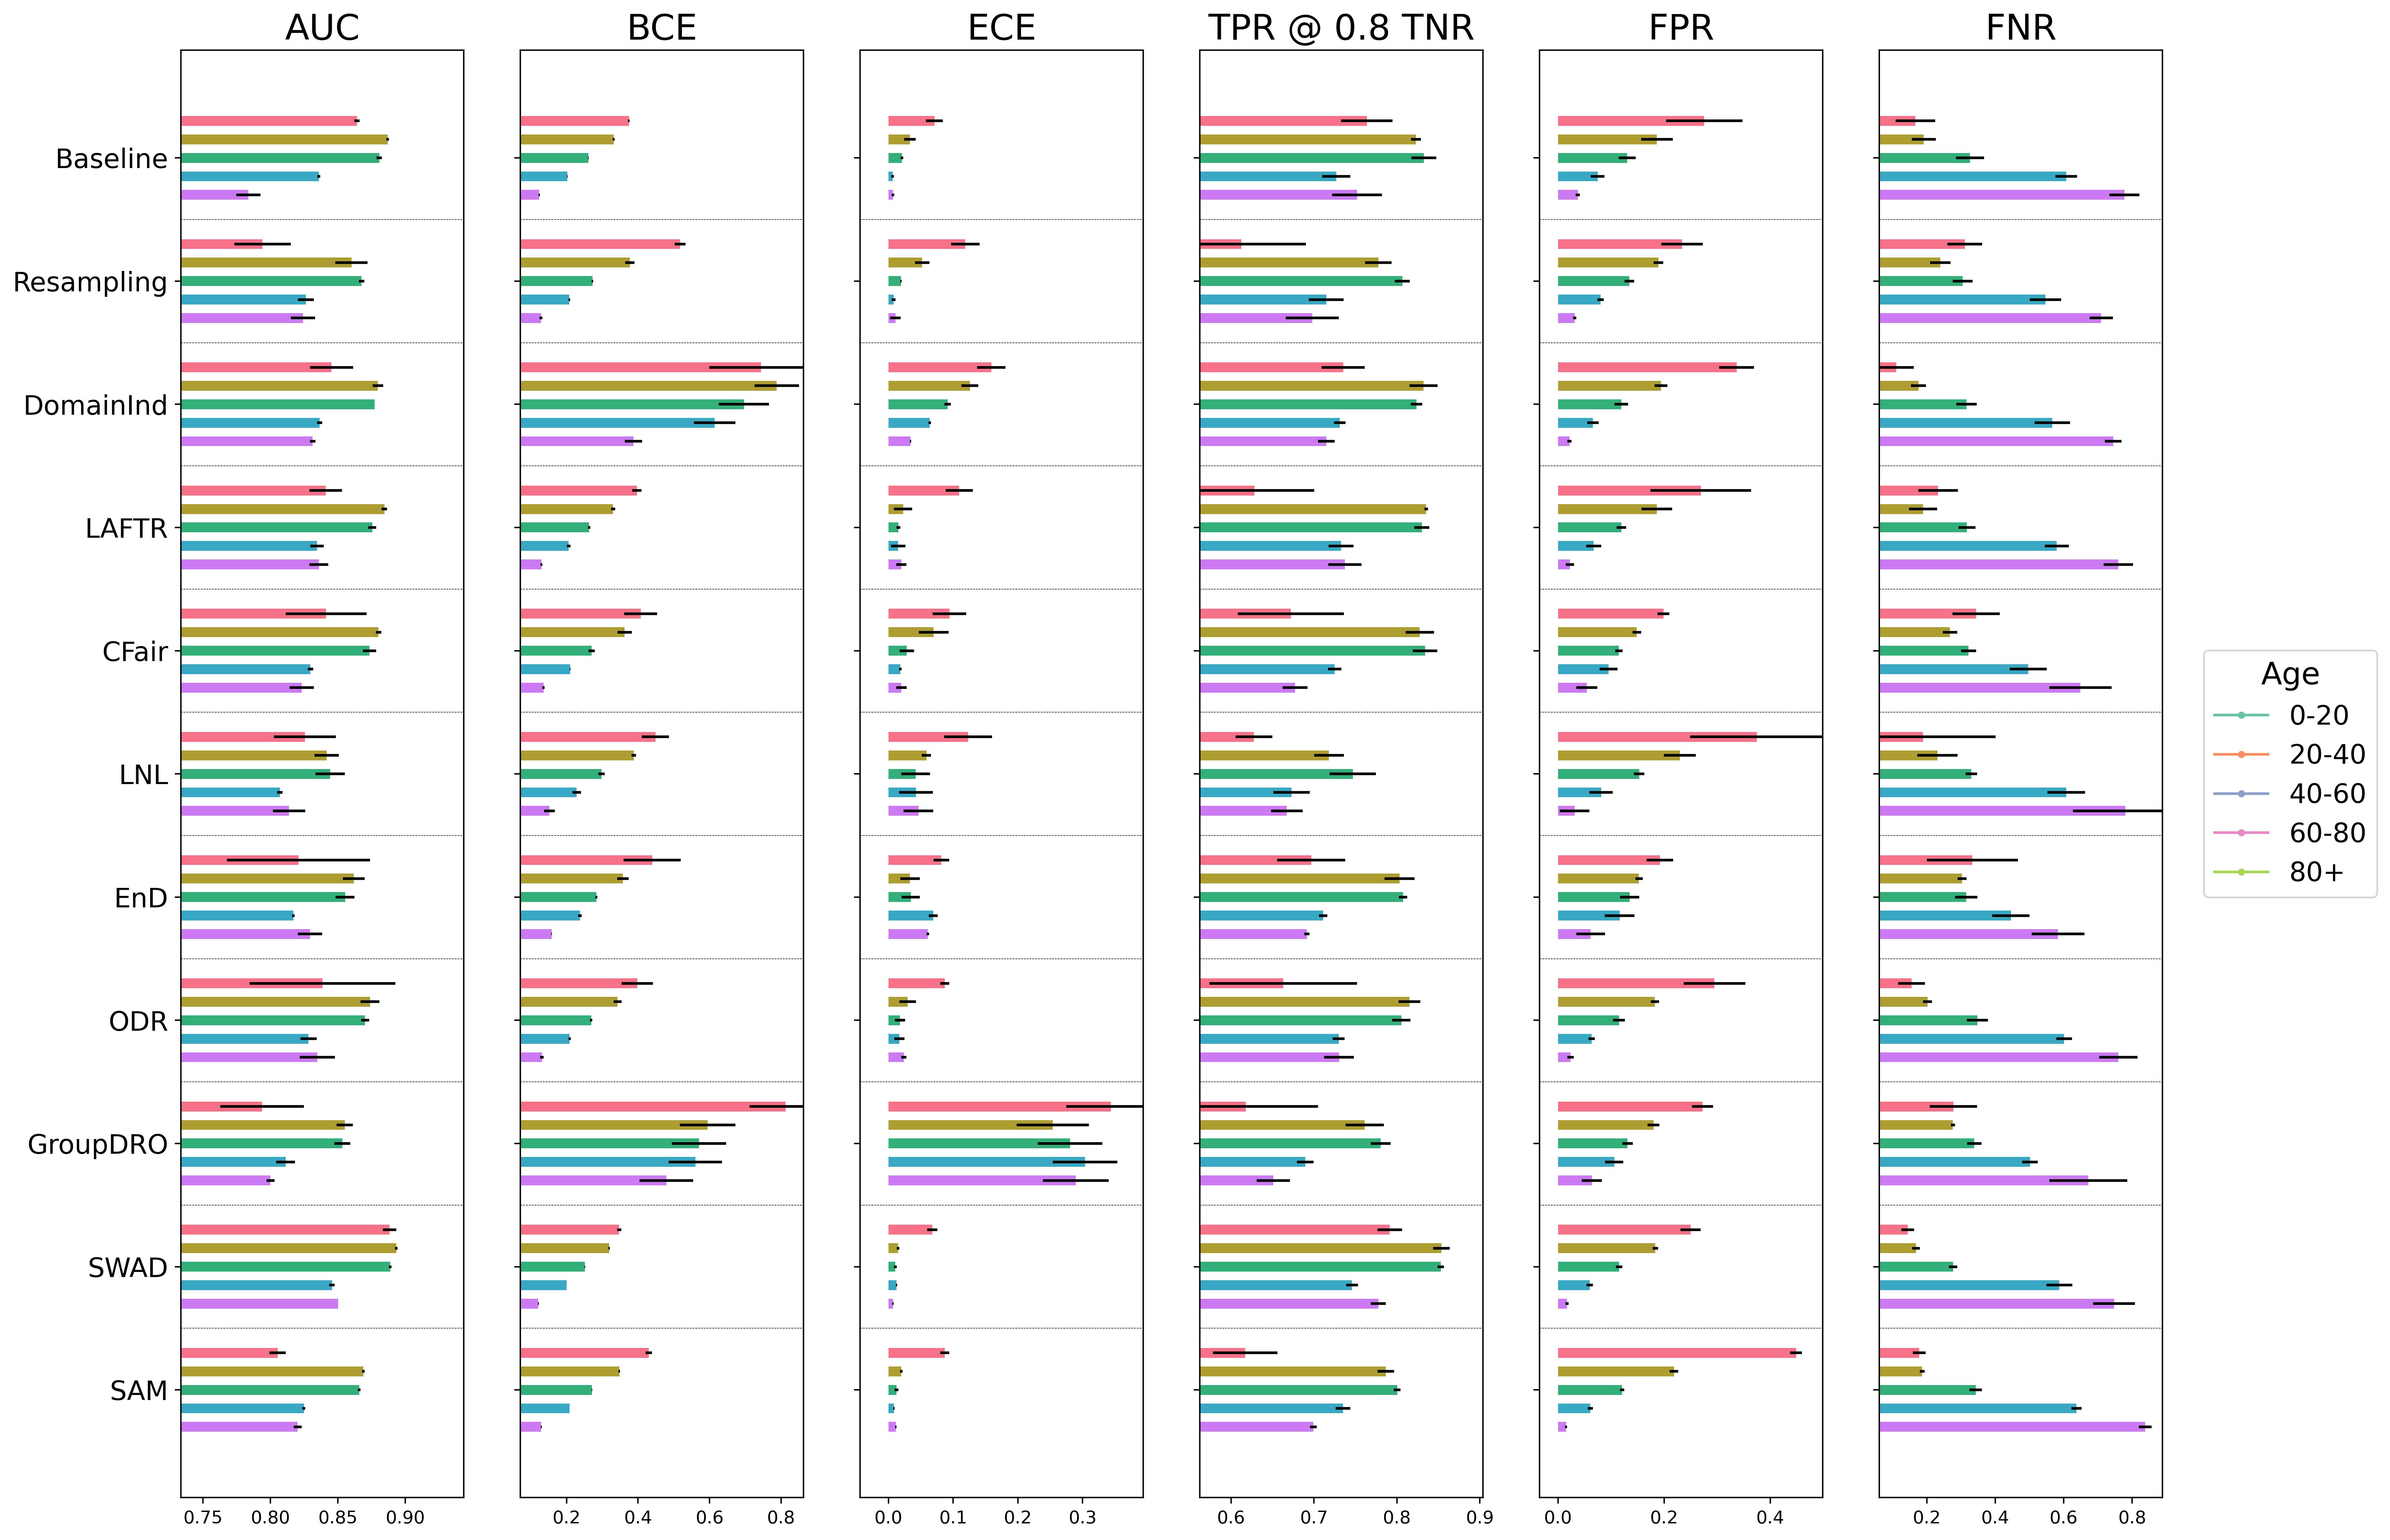 AUC BCE ECE TPR @ 0.8 TNR FPR FNR
Baseline
Resampling
DomainInd
LAFTR
CFair
LNL
EnD
ODR
GroupDRO
SWAD
SAM
Age
0-20
20-40
40-60
60-80
80+
0.75 0.80 0.85 0.90 0.2 0.4 0.6 0.8 0.0 0.1 0.2 0.3 0.6 0.7 0.8 0.9 0.0 0.2 0.4 0.2 0.4 0.6 0.8